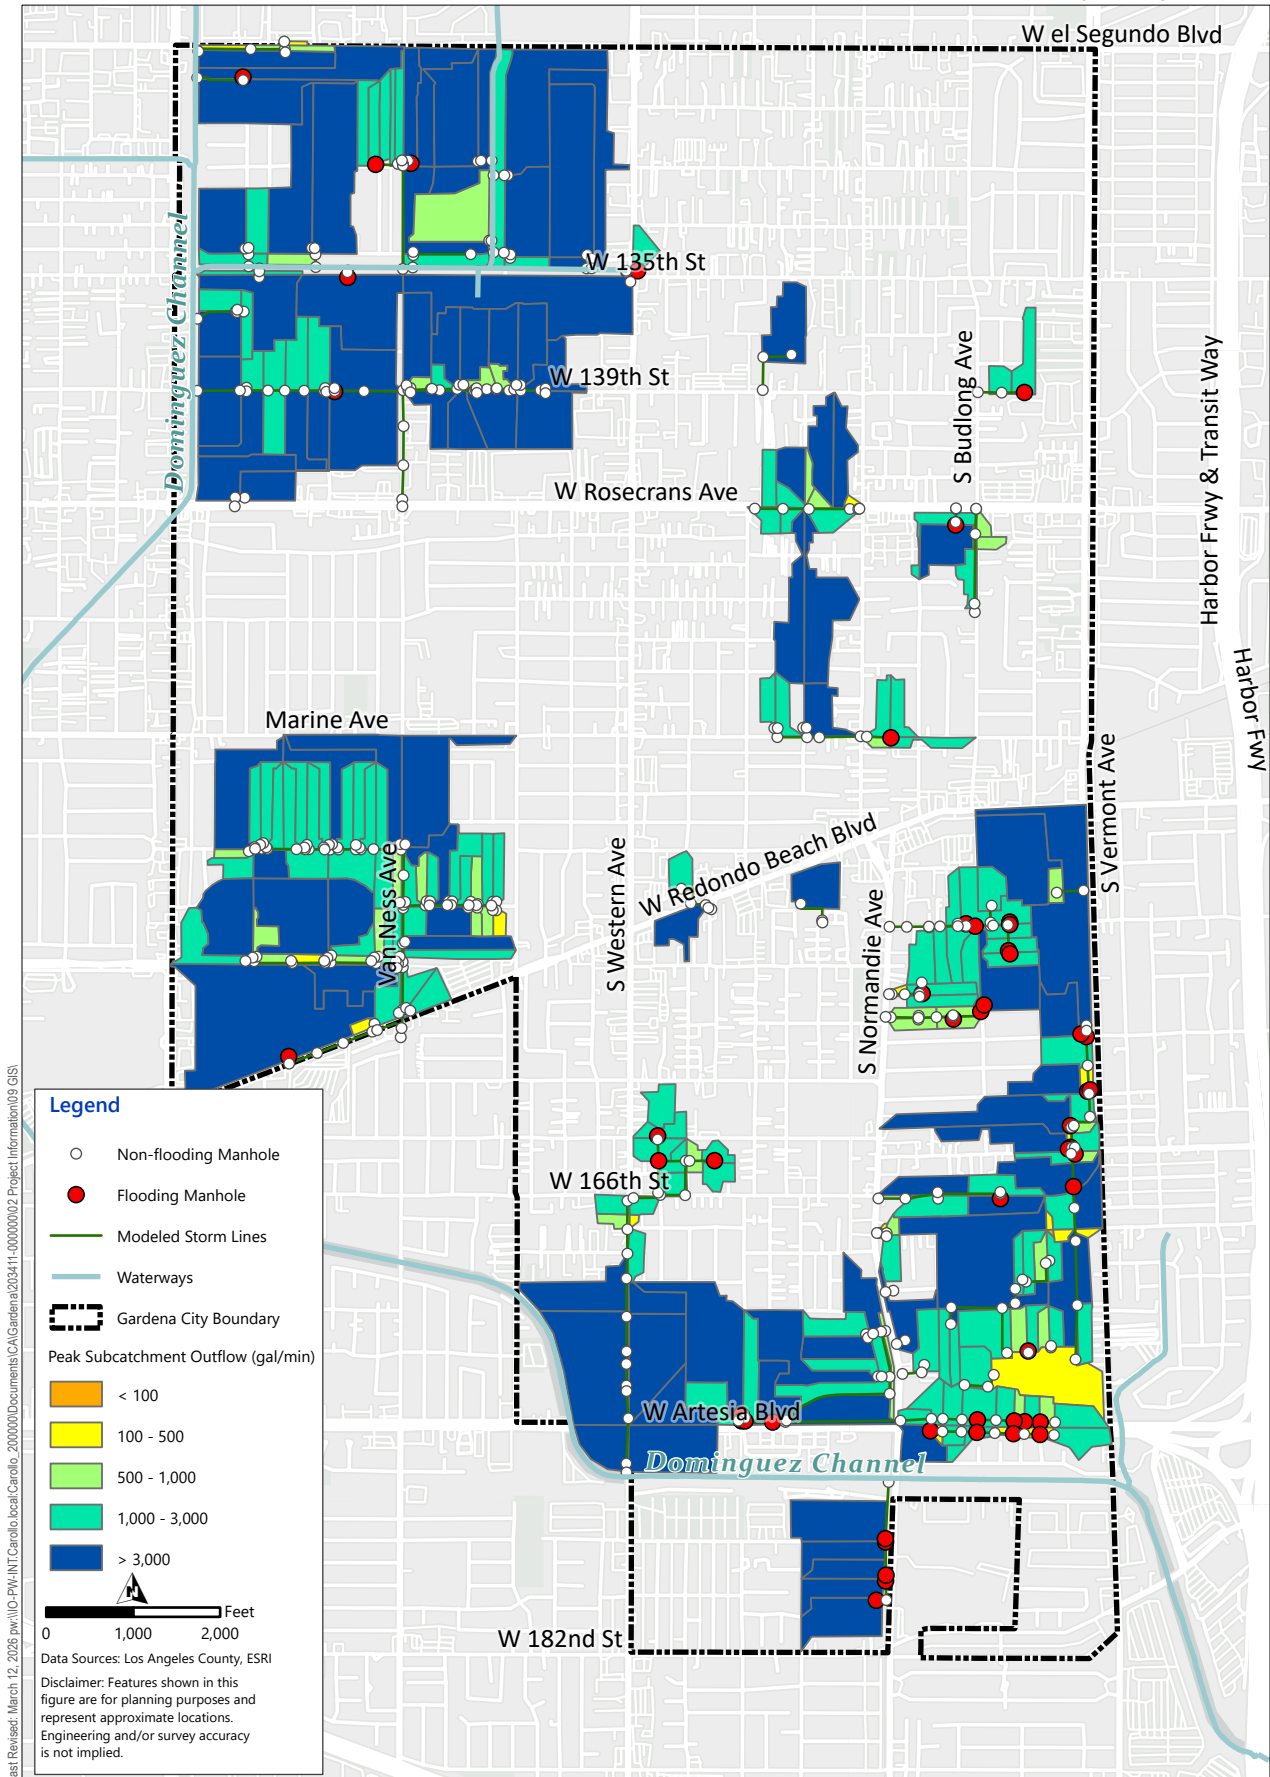 W el Segundo Blvd
Dominguez Channel
W 135th St
W 139th St
S Budlong Ave
Harbor Frwy & Transit Way
W Rosecrans Ave
Harbor Fwy
Marine Ave
S Vermont Ave
W Redondo Beach Blvd
Van Ness Ave
S Western Ave
S Normandie Ave
W 166th St
W Artesia Blvd
Dominguez Channel
W 182nd St
Legend
Non-flooding Manhole
Flooding Manhole
Modeled Storm Lines
Waterways
Gardena City Boundary
Peak Subcatchment Outflow (gal/min)
< 100
100 - 500
500 - 1,000
1,000 - 3,000
> 3,000
N
Feet
0 1,000 2,000
Data Sources: Los Angeles County, ESRI
Disclaimer: Features shown in this
figure are for planning purposes and
represent approximate locations.
Engineering and/or survey accuracy
is not implied.
ast Revised: March 12, 2026 pw:\\IO-PW-INT.Carollo.local:Carollo_200000\Documents\CA\Gardena\203411-000000\02 Project Information\09 GIS\